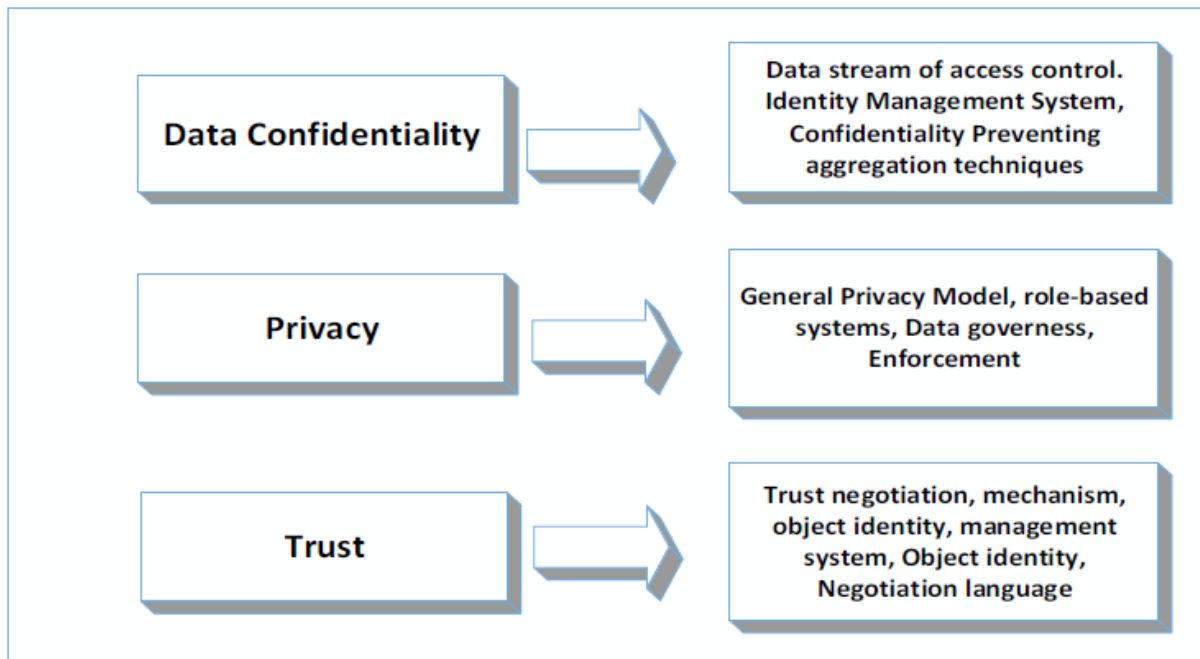 Data Confidentiality
Data stream of access control.
Identity Management System,
Confidentiality Preventing
aggregation techniques
Privacy
General Privacy Model, role-based
systems, Data governess,
Enforcement
Trust
Trust negotiation, mechanism,
object identity, management
system, Object identity,
Negotiation language